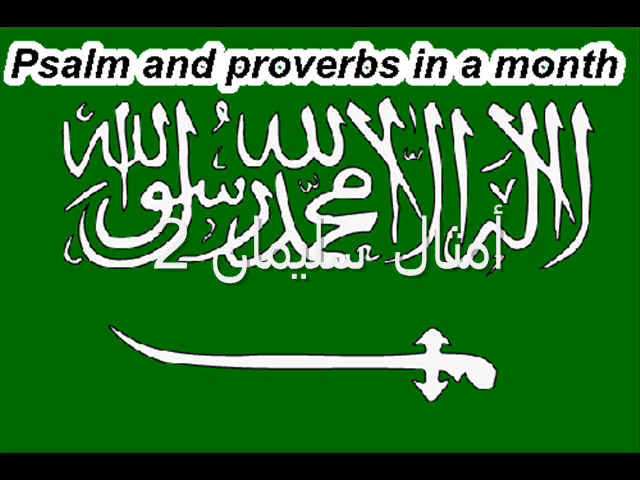 Psalm and proverbs in a month
لا إله إلا الله محمد رسول الله
أمثال سليمان 2